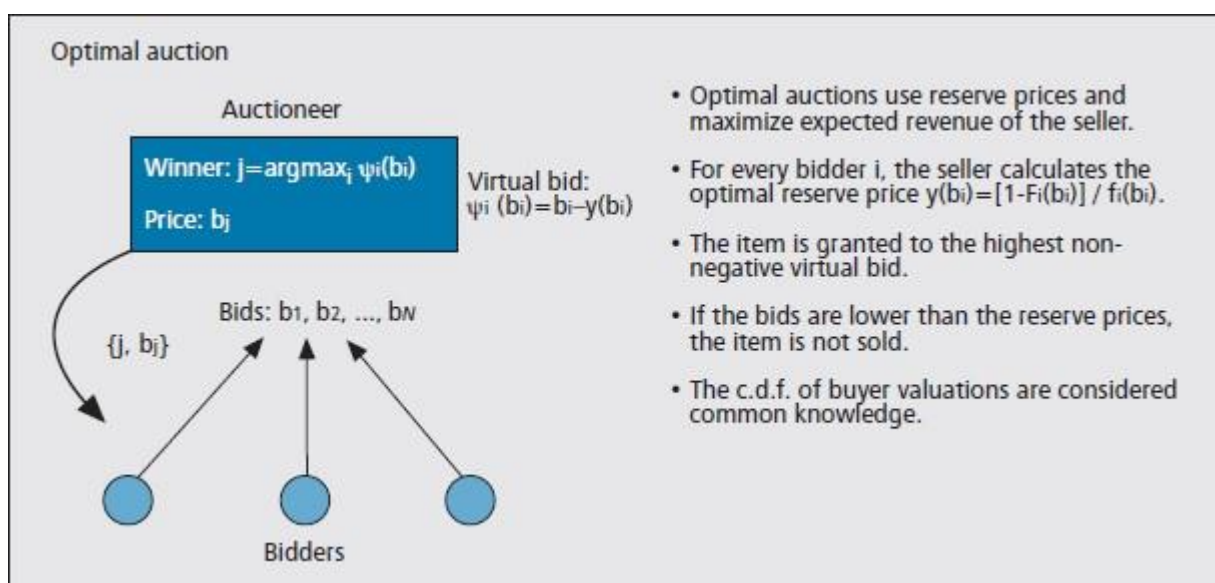 Optimal auction
Auctioneer
Winner: j=argmaxj ψi(bi)
Price: bj
Virtual bid:
ψi (bi)=bi–y(bi)
Bids: b1, b2, ..., bN
{j, bj}
Bidders
• Optimal auctions use reserve prices and
maximize expected revenue of the seller.
• For every bidder i, the seller calculates the
optimal reserve price y(bi)=[1-Fi(bi)] / fi(bi).
• The item is granted to the highest non-
negative virtual bid.
• If the bids are lower than the reserve prices,
the item is not sold.
• The c.d.f. of buyer valuations are considered
common knowledge.